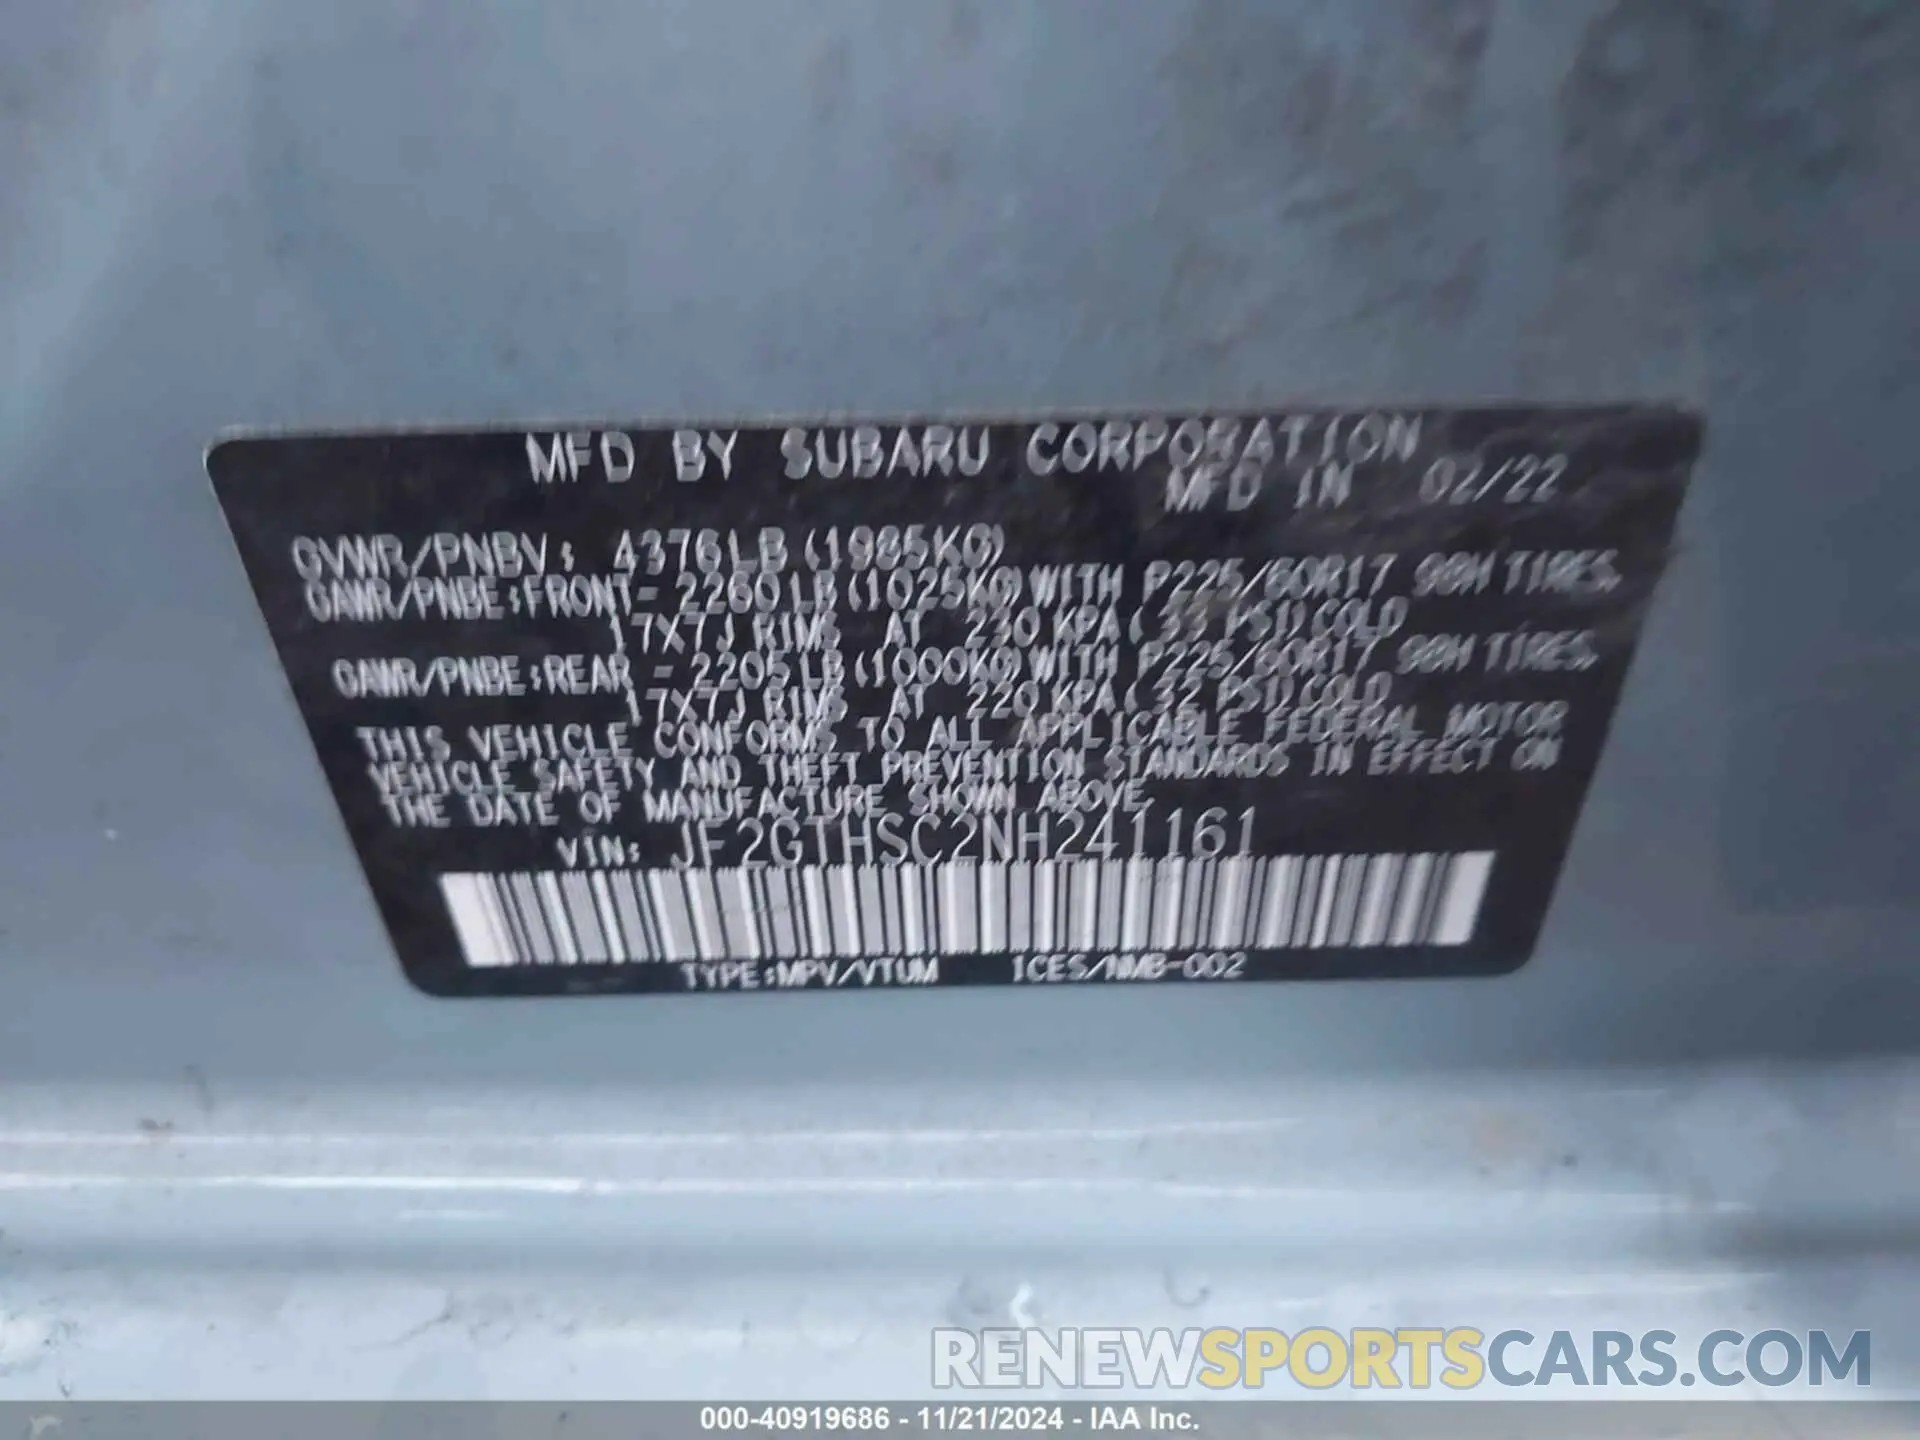 MFD BY SUBARU CORPORATION
MFD IN 02/22
GVWR/PNBV: 4376LB(1985KG)
GAWR/PNBE:FRONT- 2260LB(1025KG)WITH P225/60R17 98H TIRES,
17X7J RIMS AT 230 KPA( 33 PSI)COLD
GAWR/PNBE:REAR - 2205LB(1000KG)WITH P225/60R17 98H TIRES,
17X7J RIMS AT 220 KPA( 32 PSI)COLD
THIS VEHICLE CONFORMS TO ALL APPLICABLE FEDERAL MOTOR
VEHICLE SAFETY AND THEFT PREVENTION STANDARDS IN EFFECT ON
THE DATE OF MANUFACTURE SHOWN ABOVE.
VIN: JF2GTHSC2NH241161
TYPE:MPV/VTUM ICES/NMB-002
RENEWSPORTSCARS.COM
000-40919686 - 11/21/2024 - IAA Inc.